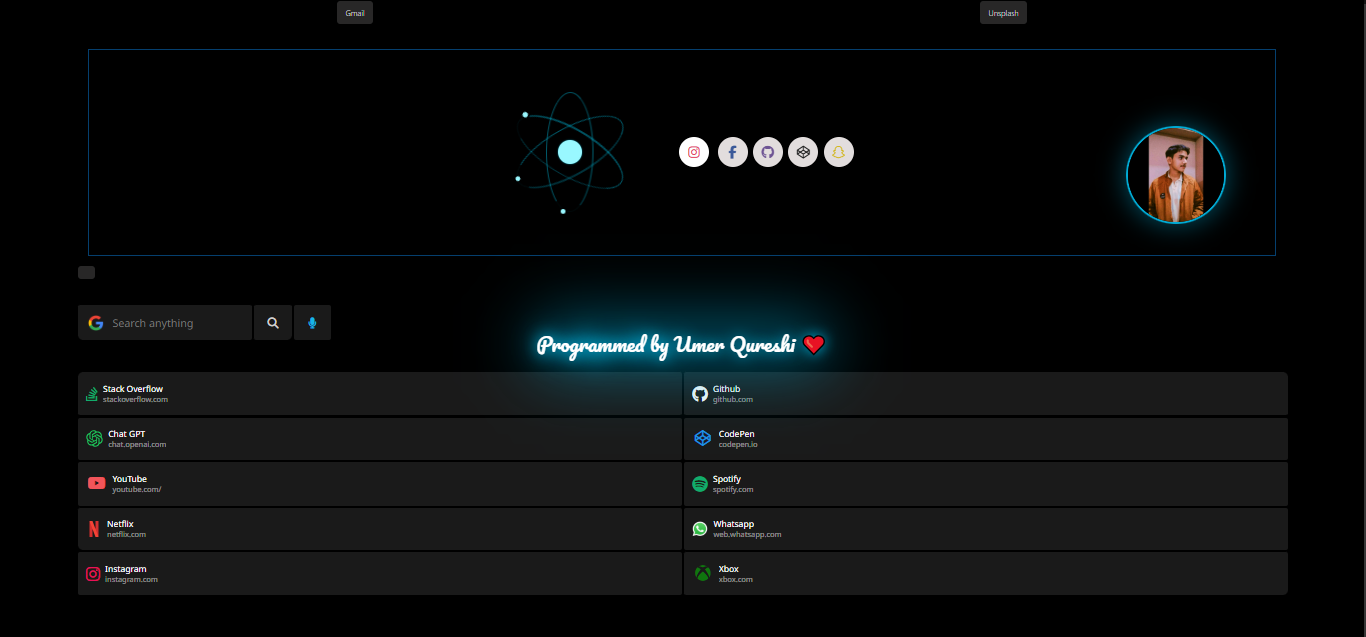 Gmail
Unsplash
Search anything
Programmed by Umer Qureshi ❤️
Stack Overflow
stackoverflow.com
Github
github.com
Chat GPT
chat.openai.com
CodePen
codepen.io
YouTube
youtube.com/
Spotify
spotify.com
Netflix
netflix.com
Whatsapp
web.whatsapp.com
Instagram
instagram.com
Xbox
xbox.com